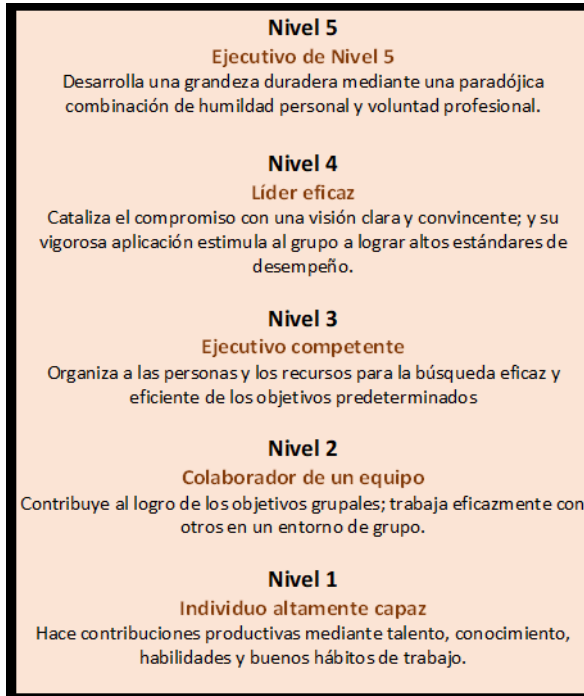 Nivel 5
Ejecutivo de Nivel 5
Desarrolla una grandeza duradera mediante una paradójica
combinación de humildad personal y voluntad profesional.
Nivel 4
Líder eficaz
Cataliza el compromiso con una visión clara y convincente; y su
vigorosa aplicación estimula al grupo a lograr altos estándares de
desempeño.
Nivel 3
Ejecutivo competente
Organiza a las personas y los recursos para la búsqueda eficaz y
eficiente de los objetivos predeterminados
Nivel 2
Colaborador de un equipo
Contribuye al logro de los objetivos grupales; trabaja eficazmente con
otros en un entorno de grupo.
Nivel 1
Individuo altamente capaz
Hace contribuciones productivas mediante talento, conocimiento,
habilidades y buenos hábitos de trabajo.